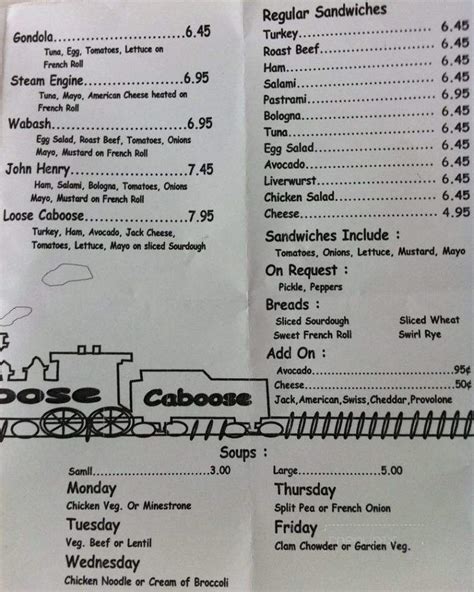 Gondola..................6.45
Tuna, Egg, Tomatoes, Lettuce on
French Roll
Steam Engine..................6.95
Tuna, Mayo, American Cheese heated on
French Roll
Wabash..................6.95
Egg Salad, Roast Beef, Tomatoes, Onions
Mayo, Mustard on French Roll
John Henry..................7.45
Ham, Salami, Bologna, Tomatoes, Onions
Mayo, Mustard on French Roll
Loose Caboose..................7.95
Turkey, Ham, Avocado, Jack Cheese,
Tomatoes, Lettuce, Mayo on sliced Sourdough
Regular Sandwiches
Turkey..................6.45
Roast Beef..................6.45
Ham..................6.45
Salami..................6.45
Pastrami..................6.45
Bologna..................6.45
Tuna..................6.45
Egg Salad..................6.45
Avocado..................6.45
Liverwurst..................6.45
Chicken Salad..................6.45
Cheese..................4.95
Sandwiches Include :
Tomatoes, Onions, Lettuce, Mustard, Mayo
On Request :
Pickle, Peppers
Breads :
Sliced Sourdough Sliced Wheat
Sweet French Roll Swirl Rye
Add On :
Avocado..................95¢
Cheese..................50¢
Jack,American,Swiss,Cheddar,Provolone
oose Caboose
Soups :
Samll..................3.00
Large..................5.00
Monday
Chicken Veg. Or Minestrone
Tuesday
Veg. Beef or Lentil
Wednesday
Chicken Noodle or Cream of Broccoli
Thursday
Split Pea or French Onion
Friday
Clam Chowder or Garden Veg.